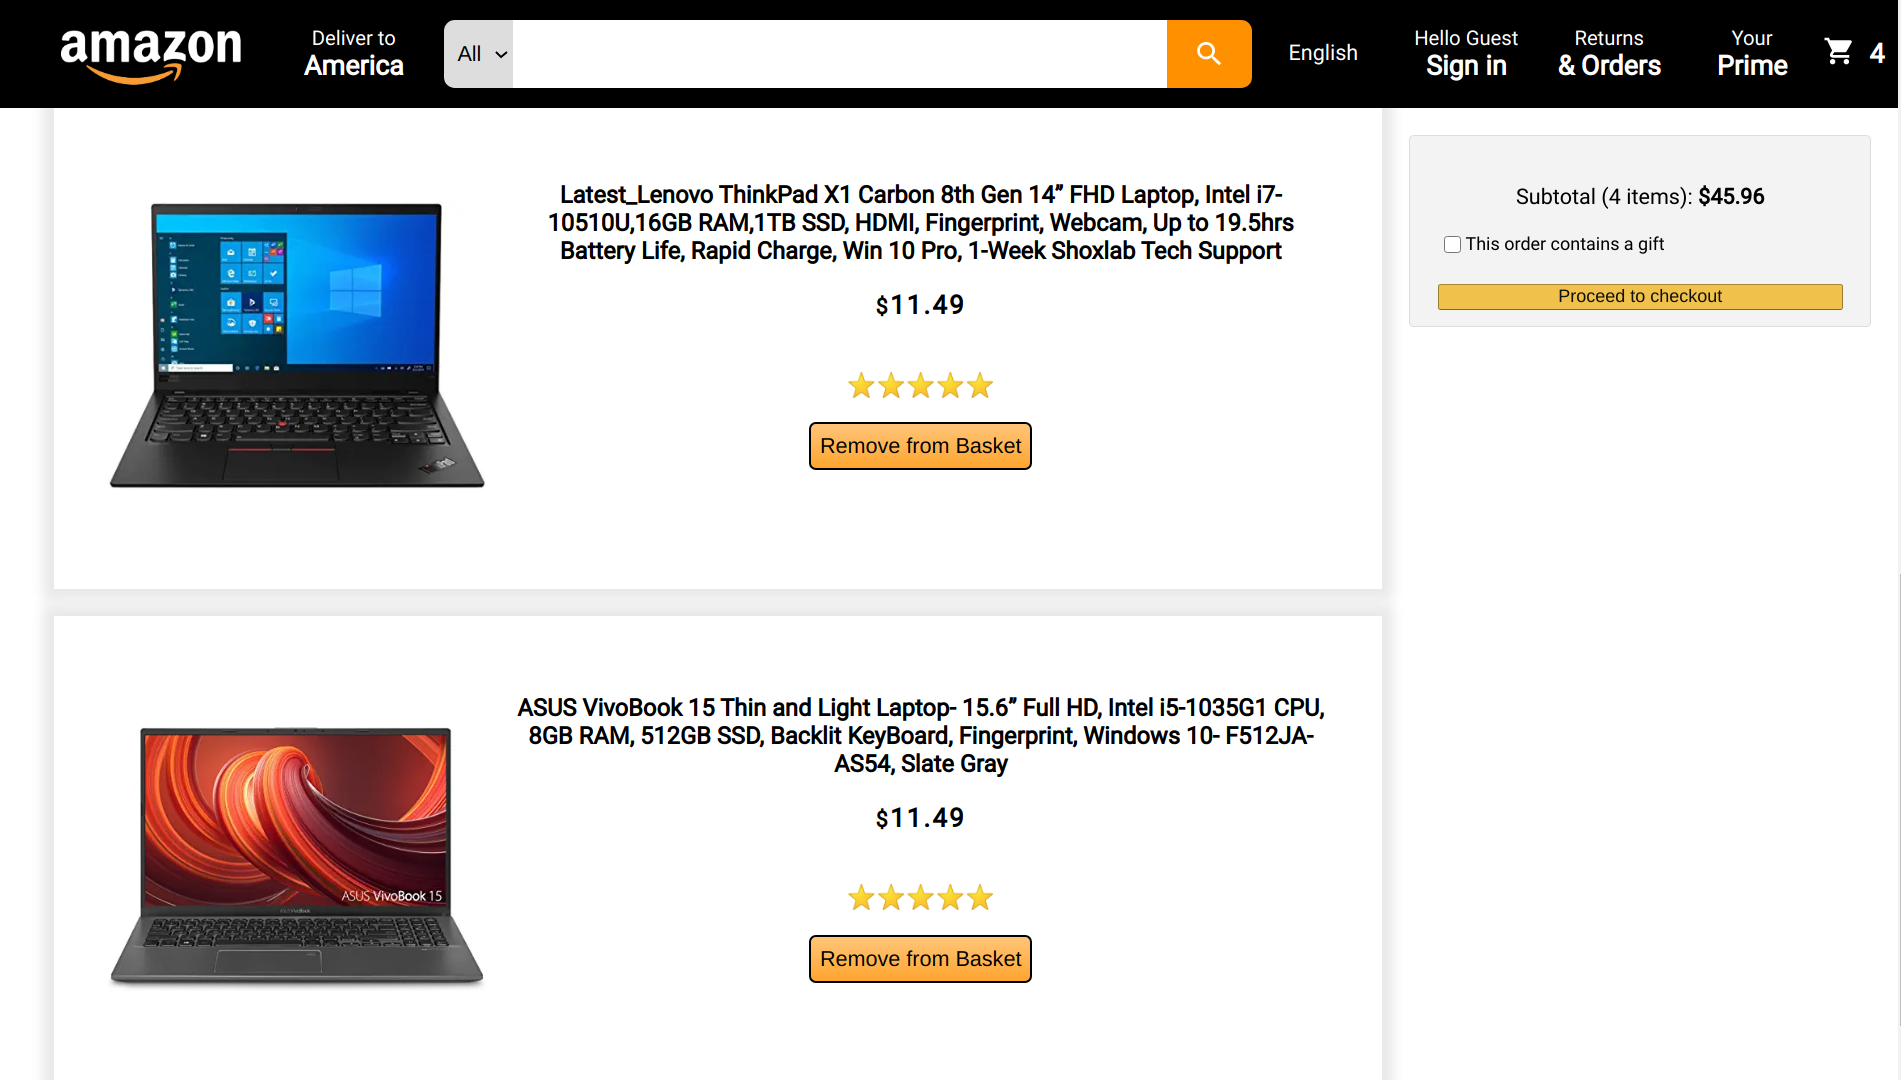 amazon
Deliver to
America
All
English
Hello Guest
Sign in
Returns
& Orders
Your
Prime
4
Latest_Lenovo ThinkPad X1 Carbon 8th Gen 14” FHD Laptop, Intel i7-
10510U,16GB RAM,1TB SSD, HDMI, Fingerprint, Webcam, Up to 19.5hrs
Battery Life, Rapid Charge, Win 10 Pro, 1-Week Shoxlab Tech Support
$11.49
Remove from Basket
Subtotal (4 items): $45.96
This order contains a gift
Proceed to checkout
ASUS VivoBook 15 Thin and Light Laptop- 15.6” Full HD, Intel i5-1035G1 CPU,
8GB RAM, 512GB SSD, Backlit KeyBoard, Fingerprint, Windows 10- F512JA-
AS54, Slate Gray
$11.49
Remove from Basket
ASUS VivoBook 15